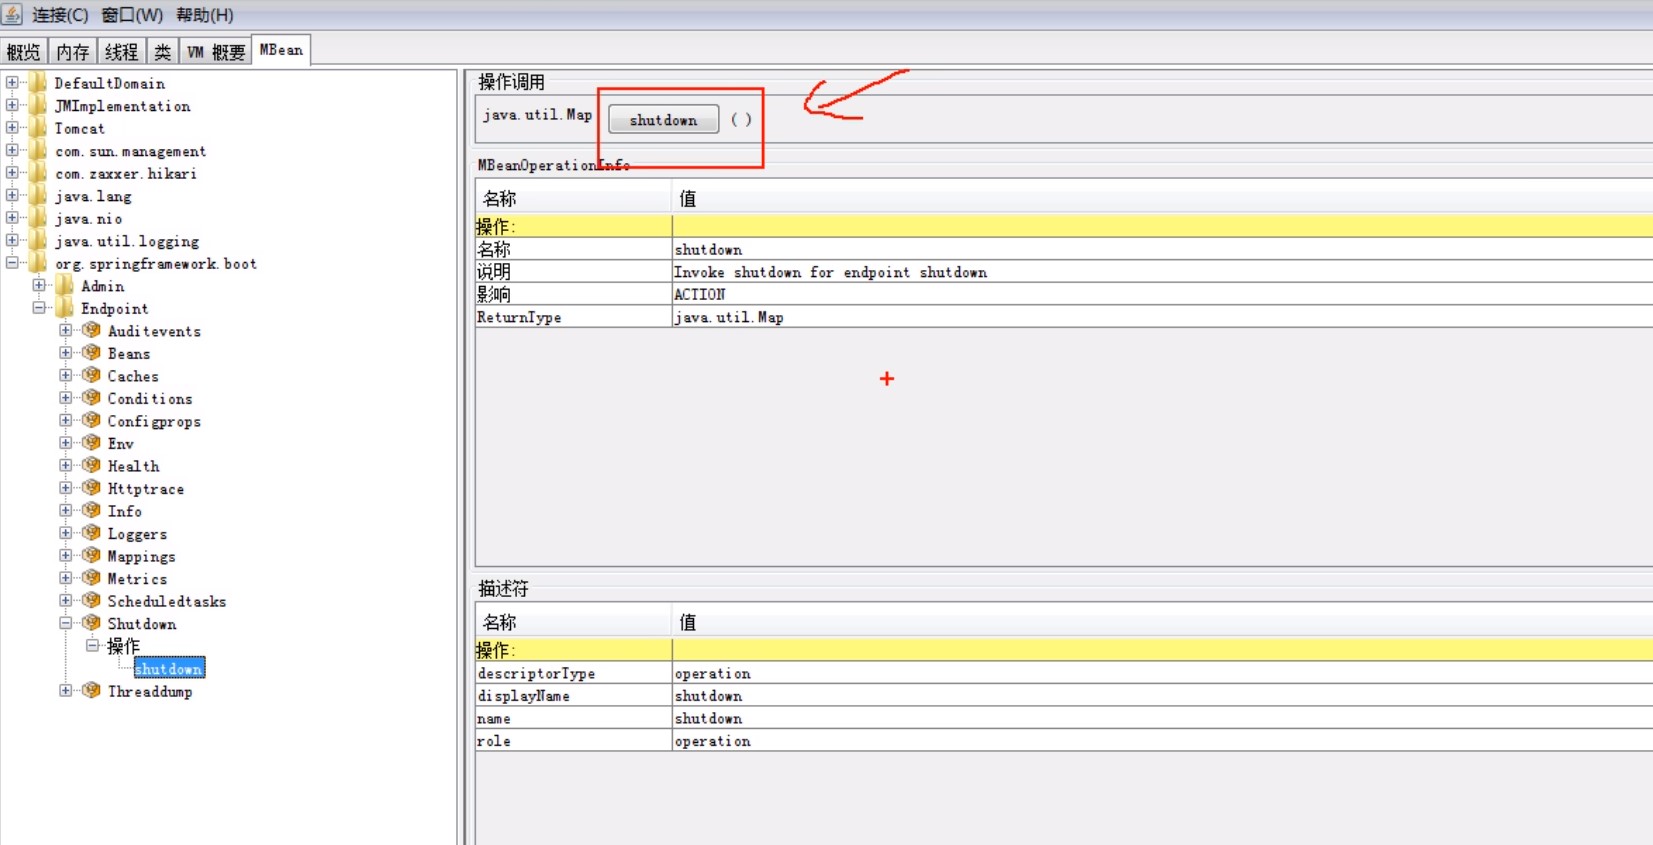 连接(C) 窗口(W) 帮助(H)
概览 内存 线程 类 VM 概要 MBean
DefaultDomain
JMImplementation
Tomcat
com.sun.management
com.zaxxer.hikari
java.lang
java.nio
java.util.logging
org.springframework.boot
Admin
Endpoint
Auditevents
Beans
Caches
Conditions
Configprops
Env
Health
Httptrace
Info
Loggers
Mappings
Metrics
Scheduledtasks
Shutdown
操作
shutdown
Threaddump
操作调用
java.util.Map shutdown ( )
MBeanOperationInfo
名称 值
操作:
名称 shutdown
说明 Invoke shutdown for endpoint shutdown
影响 ACTION
ReturnType java.util.Map
描述符
名称 值
操作:
descriptorType operation
displayName shutdown
name shutdown
role operation